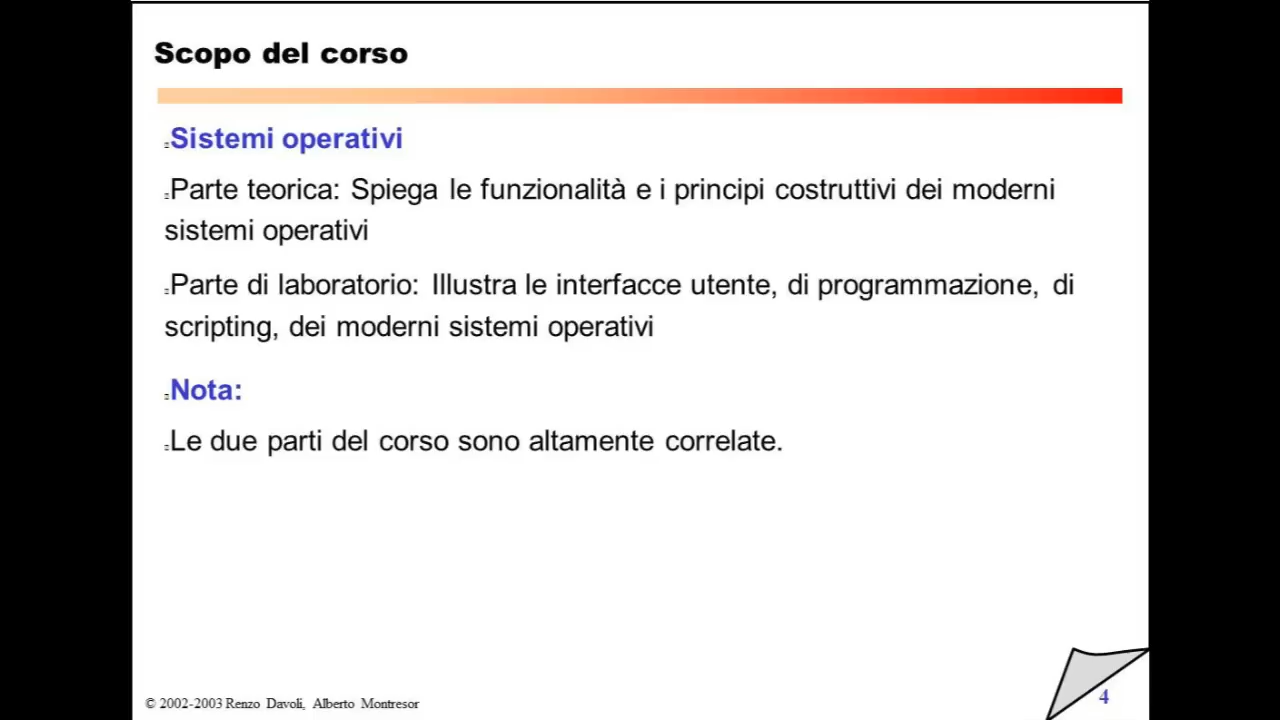 Scopo del corso
Sistemi operativi
Parte teorica: Spiega le funzionalità e i principi costruttivi dei moderni
sistemi operativi
Parte di laboratorio: Illustra le interfacce utente, di programmazione, di
scripting, dei moderni sistemi operativi
Nota:
Le due parti del corso sono altamente correlate.
© 2002-2003 Renzo Davoli, Alberto Montresor
4